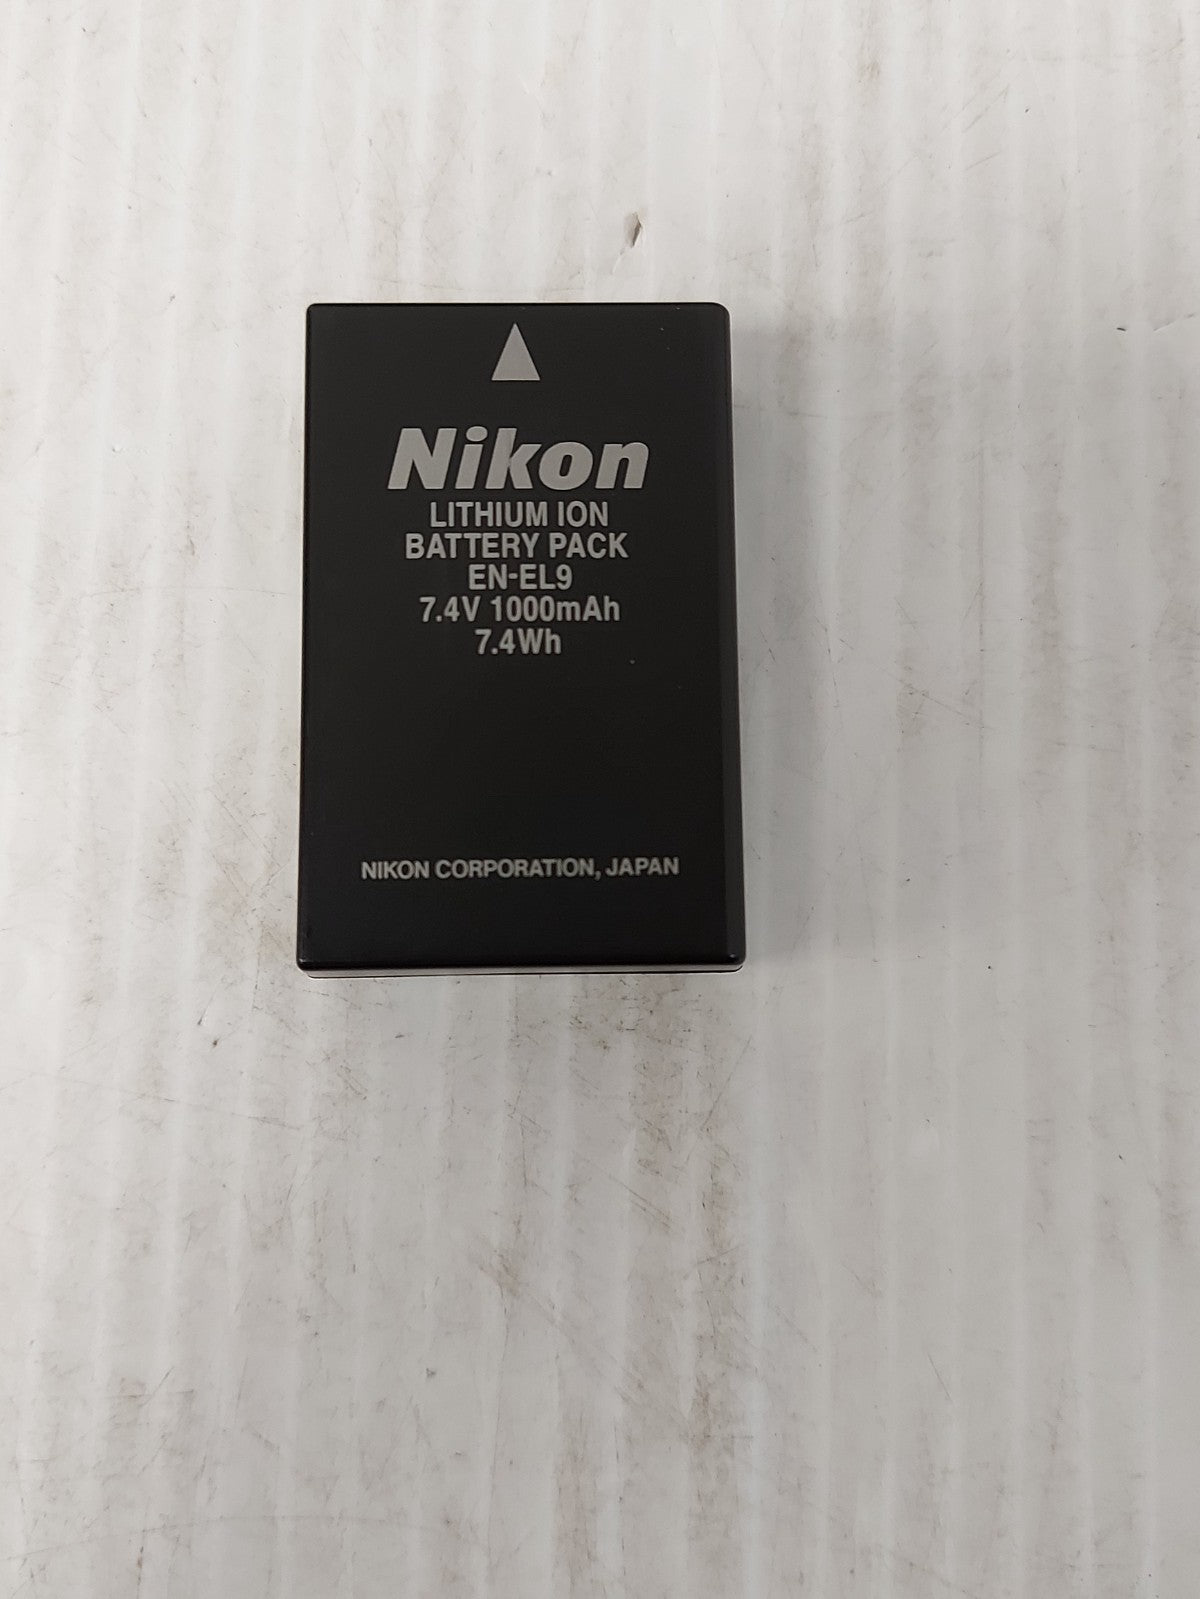 Nikon
LITHIUM ION
BATTERY PACK
EN-EL9
7.4V 1000mAh
7.4Wh
NIKON CORPORATION, JAPAN